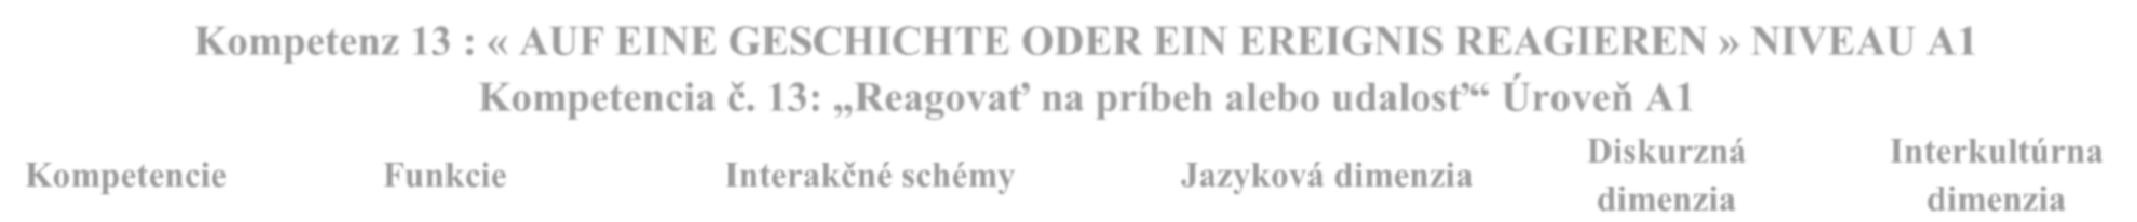 Kompetenz 13 : « AUF EINE GESCHICHTE ODER EIN EREIGNIS REAGIEREN » NIVEAU A1
Kompetencia č. 13: „Reagovať na príbeh alebo udalosť“ Úroveň A1
Kompetencie Funkcie Interakčné schémy Jazyková dimenzia Diskurzná dimenzia Interkultúrna dimenzia